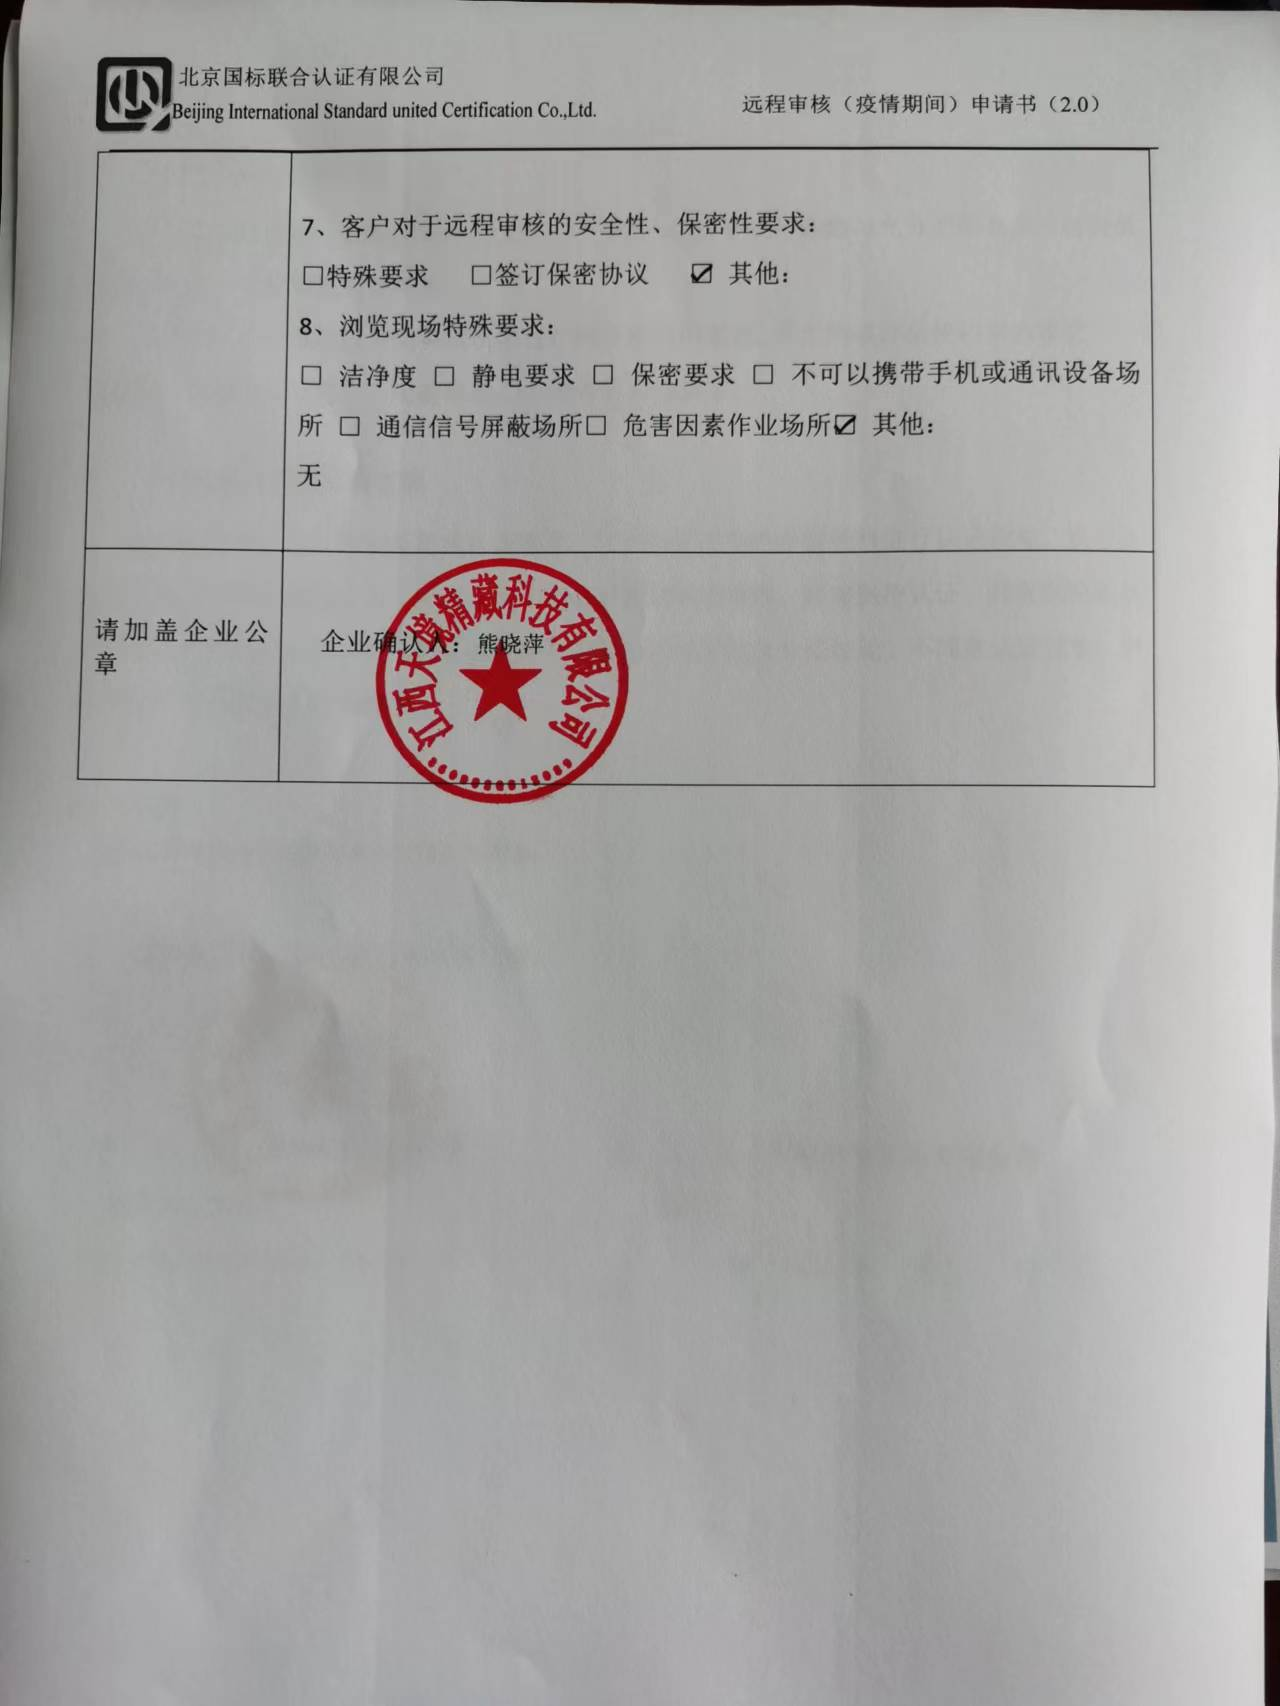 北京国标联合认证有限公司
Beijing International Standard united Certification Co.,Ltd.
远程审核（疫情期间）申请书（2.0）
7、客户对于远程审核的安全性、保密性要求：
□特殊要求 □签订保密协议 ☑ 其他：
8、浏览现场特殊要求：
□ 洁净度 □ 静电要求 □ 保密要求 □ 不可以携带手机或通讯设备场
所 □ 通信信号屏蔽场所□ 危害因素作业场所☑ 其他：
无
请加盖企业公
章
企业确认人：熊晓萍
江西天境精藏科技有限公司